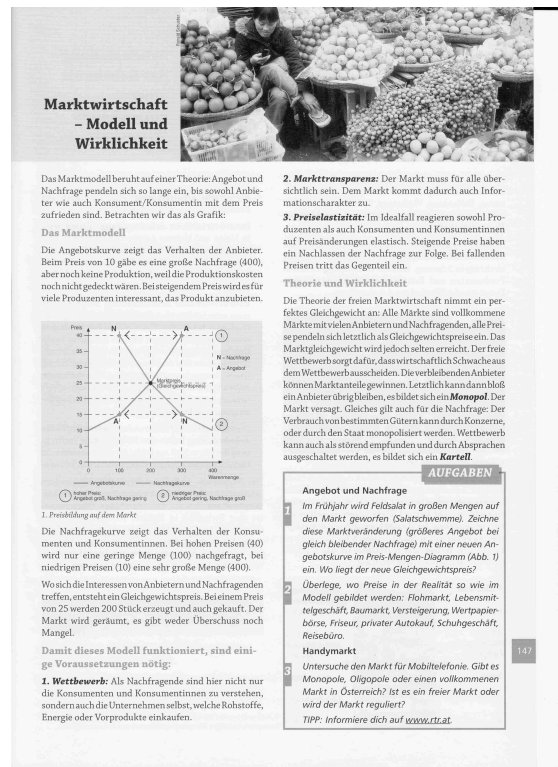 Marktwirtschaft
– Modell und
Wirklichkeit
Das Marktmodell beruht auf einer Theorie: Angebot und
Nachfrage pendeln sich so lange ein, bis sowohl Anbie-
ter wie auch Konsument/Konsumentin mit dem Preis
zufrieden sind. Betrachten wir das als Grafik:
Das Marktmodell
Die Angebotskurve zeigt das Verhalten der Anbieter.
Beim Preis von 10 gäbe es eine große Nachfrage (400),
aber noch keine Produktion, weil die Produktionskosten
noch nicht gedeckt wären. Bei steigendem Preis wird es für
viele Produzenten interessant, das Produkt anzubieten.
Preis
40
35
30
25
20
15
10
5
0
0 100 200 300 400
Warenmenge
N A
A N
1
2
N – Nachfrage
A – Angebot
Marktpreis
(Gleichgewichtspreis)
Angebotskurve Nachfragekurve
1 hoher Preis:
Angebot groß, Nachfrage gering
2 niedriger Preis:
Angebot gering, Nachfrage groß
1. Preisbildung auf dem Markt
Die Nachfragekurve zeigt das Verhalten der Konsu-
menten und Konsumentinnen. Bei hohen Preisen (40)
wird nur eine geringe Menge (100) nachgefragt, bei
niedrigen Preisen (10) eine sehr große Menge (400).
Wo sich die Interessen von Anbietern und Nachfragenden
treffen, entsteht ein Gleichgewichtspreis. Bei einem Preis
von 25 werden 200 Stück erzeugt und auch gekauft. Der
Markt wird geräumt, es gibt weder Überschuss noch
Mangel.
Damit dieses Modell funktioniert, sind eini-
ge Voraussetzungen nötig:
1. Wettbewerb: Als Nachfragende sind hier nicht nur
die Konsumenten und Konsumentinnen zu verstehen,
sondern auch die Unternehmen selbst, welche Rohstoffe,
Energie oder Vorprodukte einkaufen.
2. Markttransparenz: Der Markt muss für alle über-
sichtlich sein. Dem Markt kommt dadurch auch Infor-
mationscharakter zu.
3. Preiselastizität: Im Idealfall reagieren sowohl Pro-
duzenten als auch Konsumenten und Konsumentinnen
auf Preisänderungen elastisch. Steigende Preise haben
ein Nachlassen der Nachfrage zur Folge. Bei fallenden
Preisen tritt das Gegenteil ein.
Theorie und Wirklichkeit
Die Theorie der freien Marktwirtschaft nimmt ein per-
fektes Gleichgewicht an: Alle Märkte sind vollkommene
Märkte mit vielen Anbietern und Nachfragenden, alle Prei-
se pendeln sich letztlich als Gleichgewichtspreise ein. Das
Marktgleichgewicht wird jedoch selten erreicht. Der freie
Wettbewerb sorgt dafür, dass wirtschaftlich Schwache aus
dem Wettbewerb ausscheiden. Die verbleibenden Anbieter
können Marktanteile gewinnen. Letztlich kann dann bloß
ein Anbieter übrig bleiben, es bildet sich ein Monopol. Der
Markt versagt. Gleiches gilt auch für die Nachfrage: Der
Verbrauch von bestimmten Gütern kann durch Konzerne,
oder durch den Staat monopolisiert werden. Wettbewerb
kann auch als störend empfunden und durch Absprachen
ausgeschaltet werden, es bildet sich ein Kartell.
AUFGABEN
Angebot und Nachfrage
1 Im Frühjahr wird Feldsalat in großen Mengen auf
den Markt geworfen (Salatschwemme). Zeichne
diese Marktveränderung (größeres Angebot bei
gleich bleibender Nachfrage) mit einer neuen An-
gebotskurve im Preis-Mengen-Diagramm (Abb. 1)
ein. Wo liegt der neue Gleichgewichtspreis?
2 Überlege, wo Preise in der Realität so wie im
Modell gebildet werden: Flohmarkt, Lebensmit-
telgeschäft, Baumarkt, Versteigerung, Wertpapier-
börse, Friseur, privater Autokauf, Schuhgeschäft,
Reisebüro.
Handymarkt
3 Untersuche den Markt für Mobiltelefonie. Gibt es
Monopole, Oligopole oder einen vollkommenen
Markt in Österreich? Ist es ein freier Markt oder
wird der Markt reguliert?
TIPP: Informiere dich auf www.rtr.at.
147